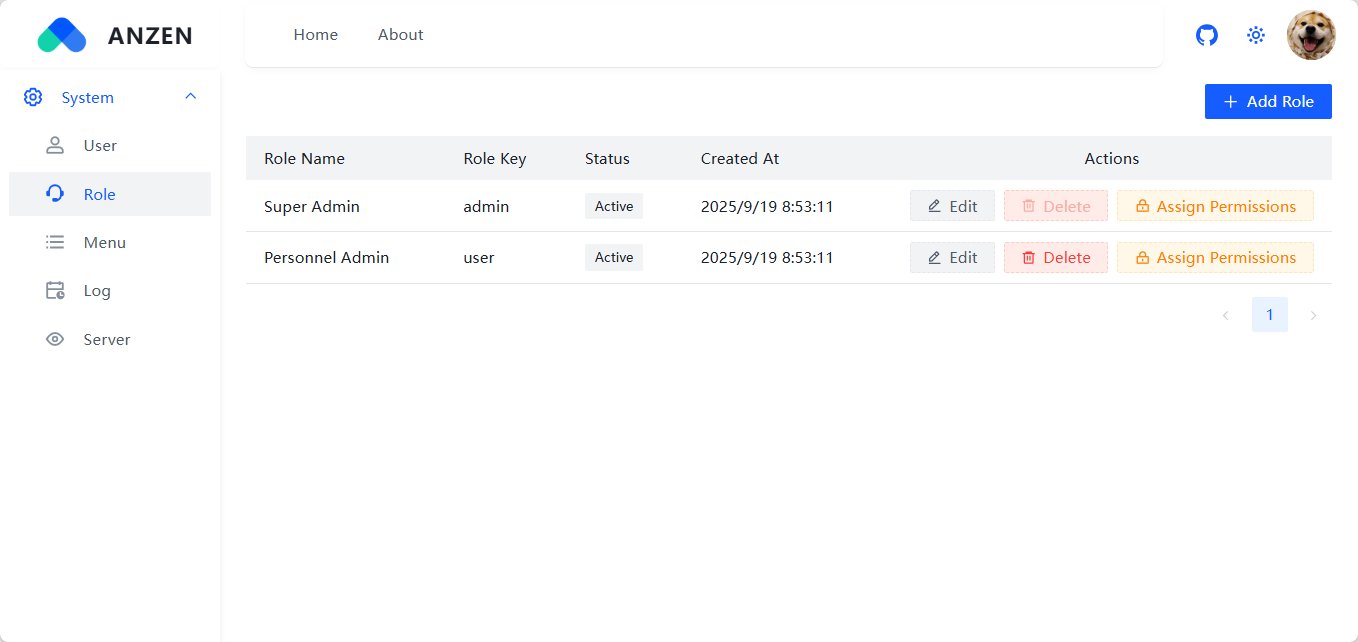 ANZEN
Home About
System
User
Role
Menu
Log
Server
+ Add Role
Role Name Role Key Status Created At Actions
Super Admin admin Active 2025/9/19 8:53:11 Edit Delete Assign Permissions
Personnel Admin user Active 2025/9/19 8:53:11 Edit Delete Assign Permissions
< 1 >